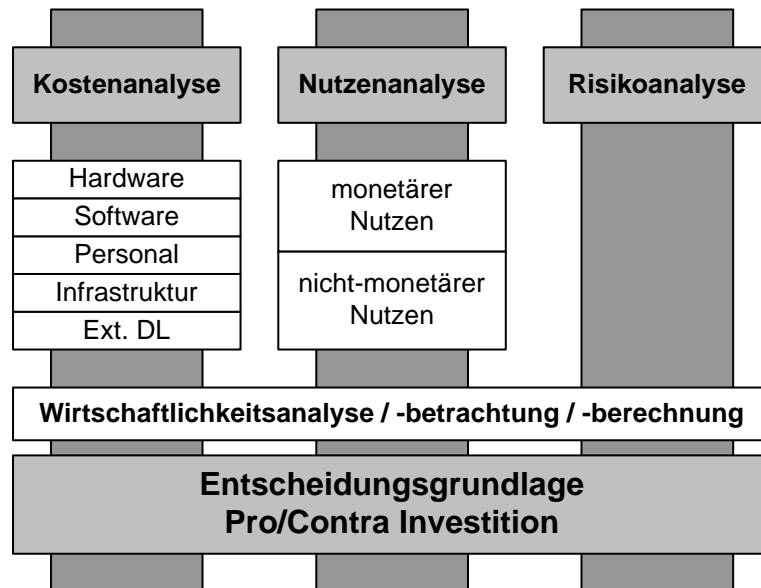 Kostenanalyse
Nutzenanalyse
Risikoanalyse
Hardware
Software
Personal
Infrastruktur
Ext. DL
monetärer
Nutzen
nicht-monetärer
Nutzen
Wirtschaftlichkeitsanalyse / -betrachtung / -berechnung
Entscheidungsgrundlage
Pro/Contra Investition